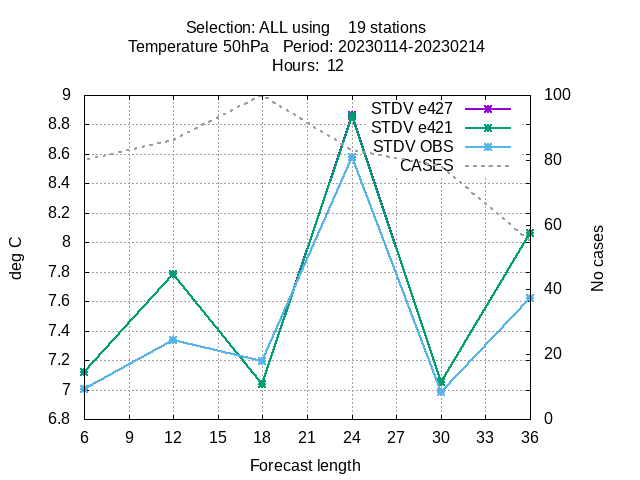 Selection: ALL using    19 stations
Temperature 50hPa   Period: 20230114-20230214
Hours:  12
STDV e427
STDV e421
STDV OBS
CASES
deg C
No cases
9
8.8
8.6
8.4
8.2
8
7.8
7.6
7.4
7.2
7
6.8
100
80
60
40
20
0
6 9 12 15 18 21 24 27 30 33 36
Forecast length